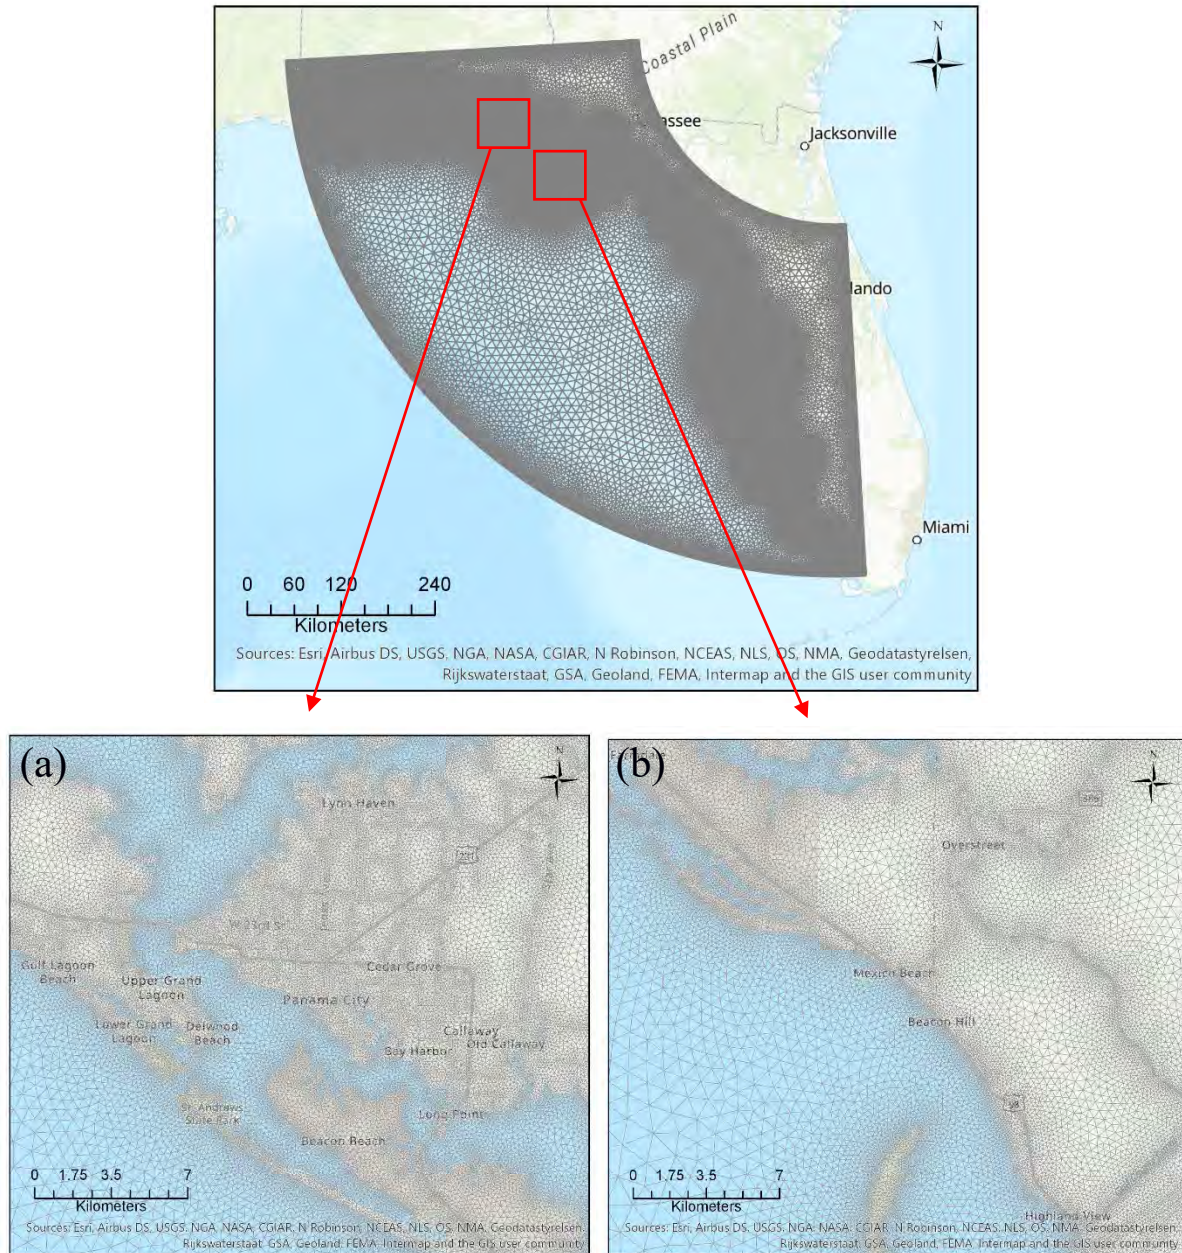 N
Coastal Plain
assee
Jacksonville
lando
Miami
0 60 120 240
Kilometers
Sources: Esri, Airbus DS, USGS, NGA, NASA, CGIAR, N Robinson, NCEAS, NLS, OS, NMA, Geodatastyrelsen,
Rijkswaterstaat, GSA, Geoland, FEMA, Intermap and the GIS user community
(a)
N
Lynn Haven
231
W 23rd St
Gulf Lagoon
Beach
Upper Grand
Lagoon
Cedar Grove
Panama City
Lower Grand
Lagoon
Delwood
Beach
Callaway
Old Callaway
Bay Harbor
St. Andrews
State Park
Long Point
Beacon Reach
0 1.75 3.5 7
Kilometers
Sources: Esri, Airbus DS, USGS, NGA, NASA, CGIAR, N Robinson, NCEAS, NLS, OS, NMA, Geodatastyrelsen,
Rijkswaterstaat, GSA, Geoland, FEMA, Intermap and the GIS user community
(b)
N
Overstreet
Mexico Beach
Beacon Hill
Highland View
0 1.75 3.5 7
Kilometers
Sources: Esri, Airbus DS, USGS, NGA, NASA, CGIAR, N Robinson, NCEAS, NLS, OS, NMA, Geodatastyrelsen,
Rijkswaterstaat, GSA, Geoland, FEMA, Intermap and the GIS user community